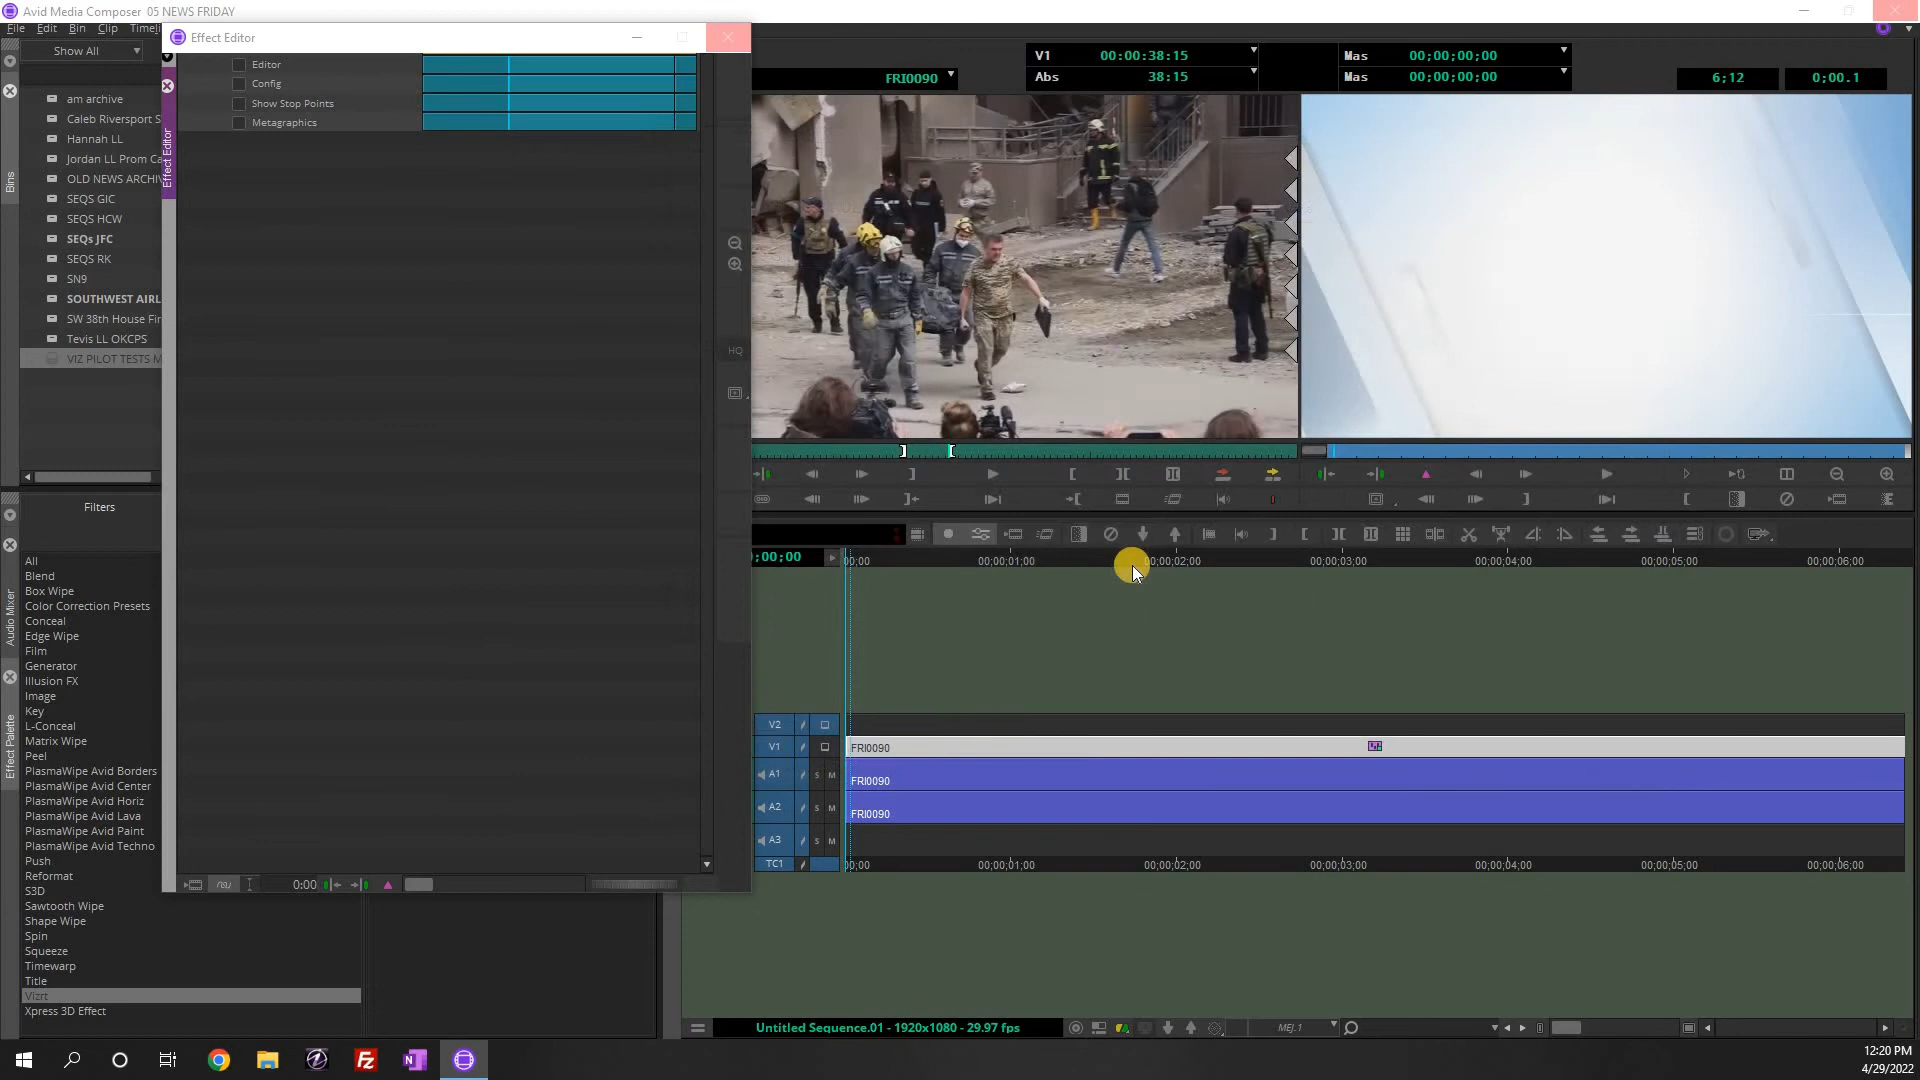 Avid Media Composer 05 NEWS FRIDAY
File Edit Bin Clip Timeli
Effect Editor
Show All
Editor
Config
Show Stop Points
Metagraphics
FRI0090
V1 00:00:38:15
Abs 38:15
Mas 00;00;00;00
Mas 00;00;00;00
6;12
0;00.1
Bins
am archive
Caleb Riversport S
Hannah LL
Jordan LL Prom Ca
OLD NEWS ARCHI
SEQS GIC
SEQS HCW
SEQs JFC
SEQS RK
SN9
SOUTHWEST AIRL
SW 38th House Fir
Tevis LL OKCPS
VIZ PILOT TESTS M
Effect Editor
HQ
Filters
Audio Mixer
Effect Palette
All
Blend
Box Wipe
Color Correction Presets
Conceal
Edge Wipe
Film
Generator
Illusion FX
Image
Key
L-Conceal
Matrix Wipe
Peel
PlasmaWipe Avid Borders
PlasmaWipe Avid Center
PlasmaWipe Avid Horiz
PlasmaWipe Avid Lava
PlasmaWipe Avid Paint
PlasmaWipe Avid Techno
Push
Reformat
S3D
Sawtooth Wipe
Shape Wipe
Spin
Squeeze
Timewarp
Title
Vizrt
Xpress 3D Effect
0:00
;00;00
00;00 00;00;01;00 00;00;02;00 00;00;03;00 00;00;04;00 00;00;05;00 00;00;06;00
V2
V1 FRI0090
A1 S M FRI0090
A2 S M FRI0090
A3 S M
TC1 00;00 00;00;01;00 00;00;02;00 00;00;03;00 00;00;04;00 00;00;05;00 00;00;06;00
Untitled Sequence.01 - 1920x1080 - 29.97 fps
MEJ.1
12:20 PM
4/29/2022